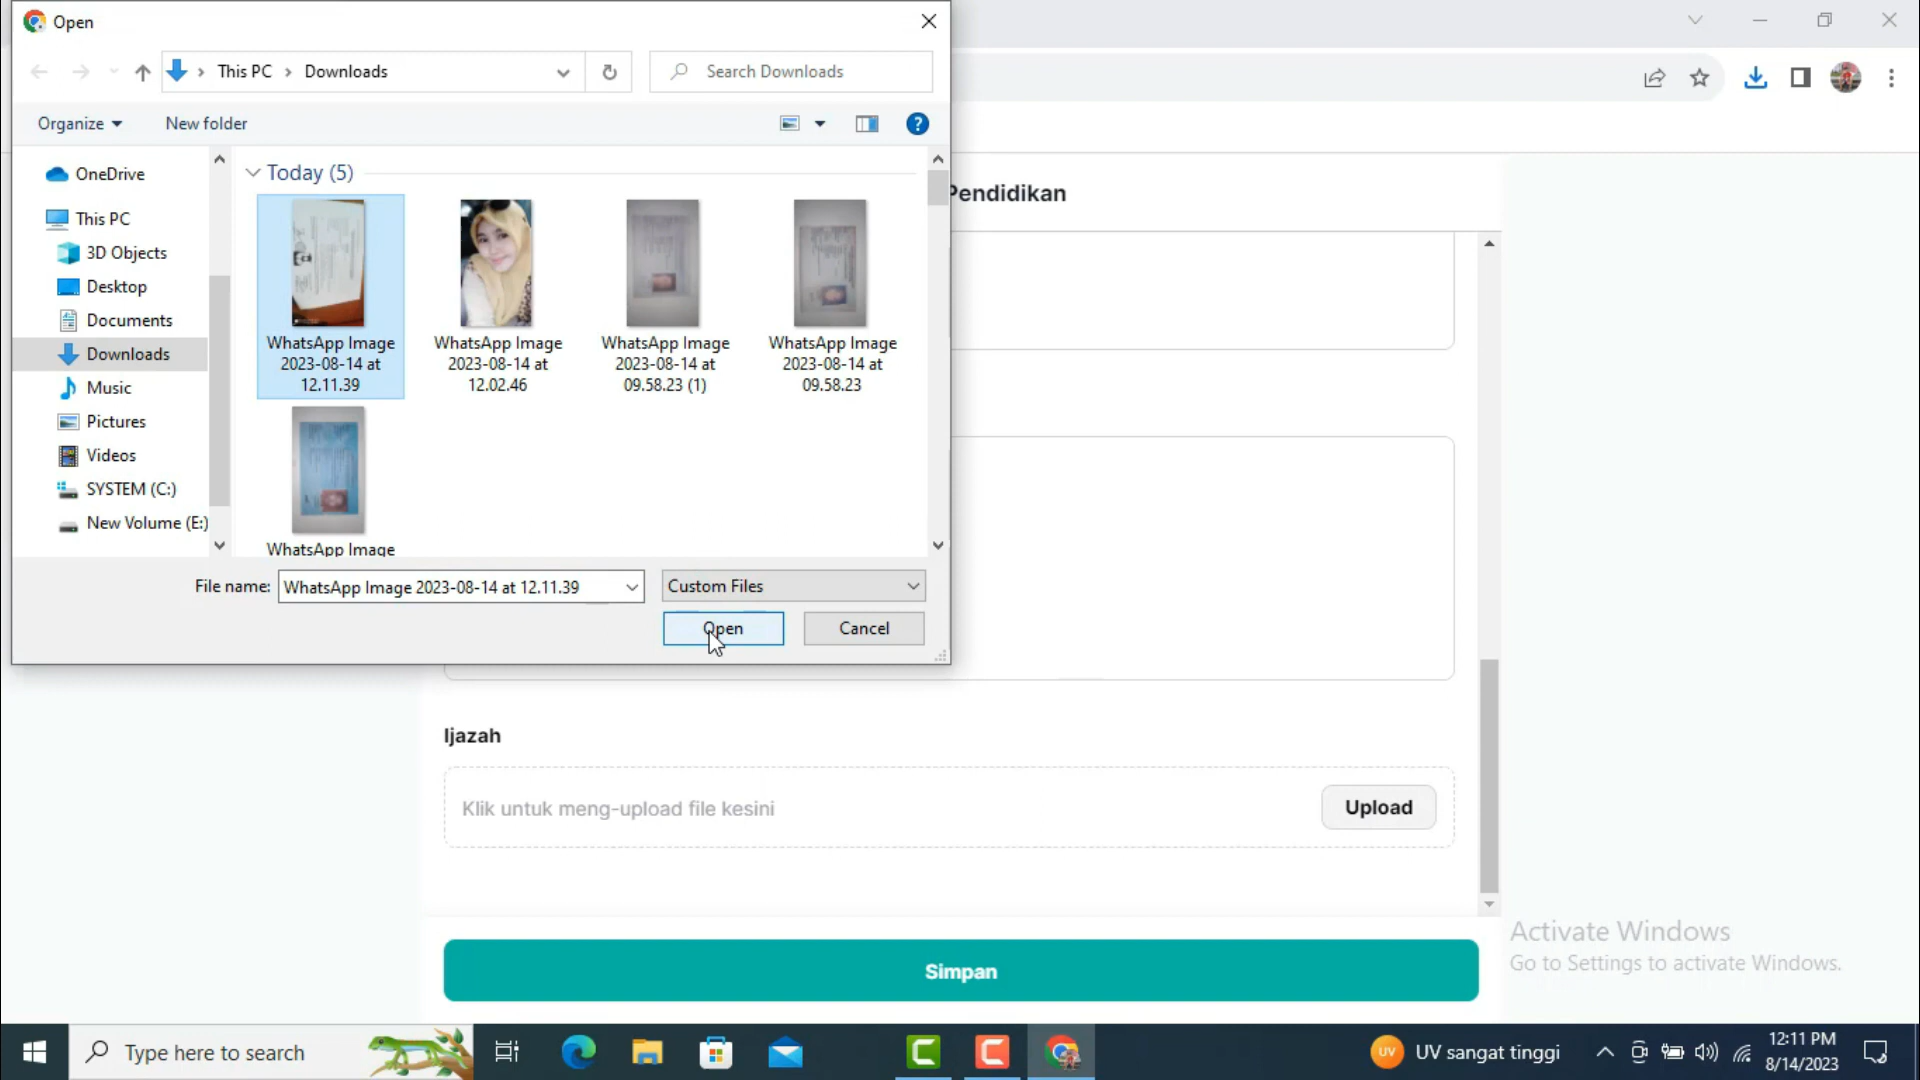 Open
This PC
Downloads
Search Downloads
Organize
New folder
OneDrive
This PC
3D Objects
Desktop
Documents
Downloads
Music
Pictures
Videos
SYSTEM (C:)
New Volume (E:)
Today (5)
WhatsApp Image
2023-08-14 at
12.11.39
WhatsApp Image
2023-08-14 at
12.02.46
WhatsApp Image
2023-08-14 at
09.58.23 (1)
WhatsApp Image
2023-08-14 at
09.58.23
WhatsApp Image
File name:
WhatsApp Image 2023-08-14 at 12.11.39
Custom Files
Open
Cancel
Pendidikan
Ijazah
Klik untuk meng-upload file kesini
Upload
Simpan
Activate Windows
Go to Settings to activate Windows.
Type here to search
UV
UV sangat tinggi
12:11 PM
8/14/2023